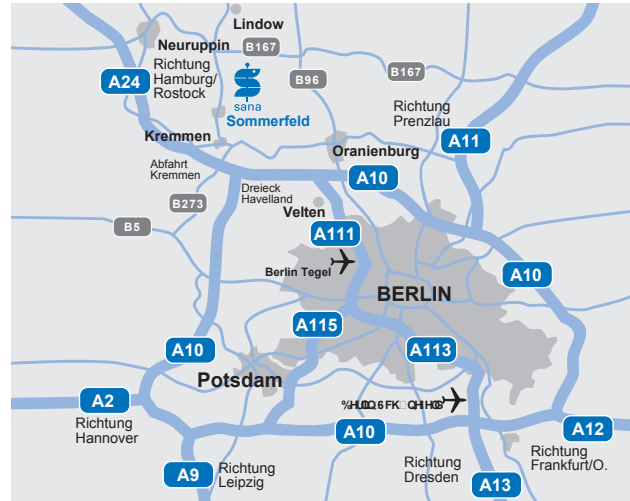 Lindow
Neuruppin
B167
A24
Richtung
Hamburg/
Rostock
B96
B167
sana
Sommerfeld
Richtung
Prenzlau
A11
Kremmen
Oranienburg
Abfahrt
Kremmen
A10
Dreieck
Havelland
B273
Velten
B5
A111
Berlin Tegel
A10
BERLIN
A115
A113
A10
Potsdam
A2
Richtung
Hannover
A10
A12
Richtung
Frankfurt/O.
A9
Richtung
Leipzig
Richtung
Dresden
A13